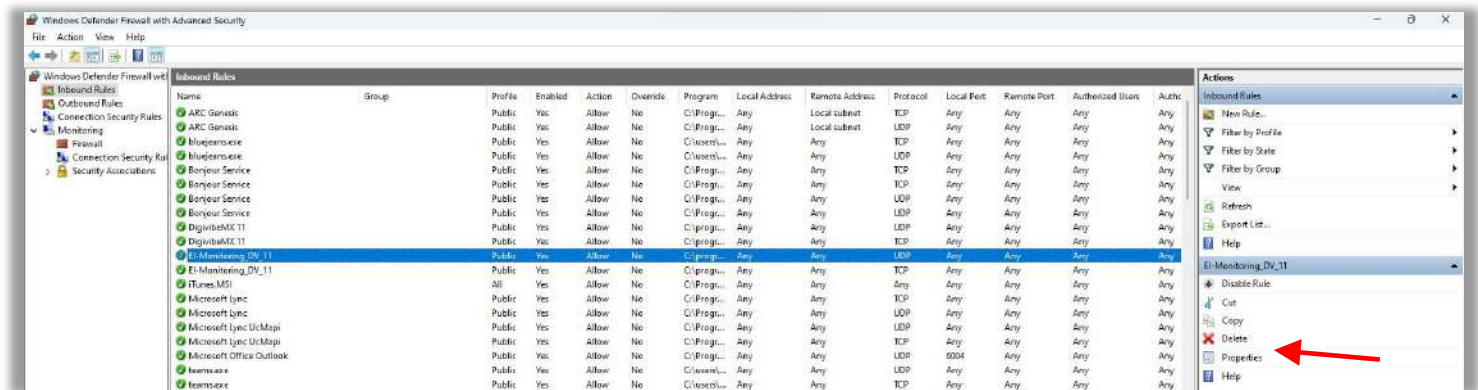 Windows Defender Firewall with Advanced Security
File Action View Help
Windows Defender Firewall wit
Inbound Rules
Outbound Rules
Connection Security Rules
Monitoring
Firewall
Connection Security Rul
Security Associations
Inbound Rules
Name Group Profile Enabled Action Override Program Local Address Remote Address Protocol Local Port Remote Port Authorized Users Authc
ARC Genesis Public Yes Allow No C:\Progr... Any Local subnet TCP Any Any Any Any
ARC Genesis Public Yes Allow No C:\Progr... Any Local subnet UDP Any Any Any Any
bluejeans.exe Public Yes Allow No C:\users\... Any Any TCP Any Any Any Any
bluejeans.exe Public Yes Allow No C:\users\... Any Any UDP Any Any Any Any
Bonjour Service Public Yes Allow No C:\Progr... Any Any TCP Any Any Any Any
Bonjour Service Public Yes Allow No C:\Progr... Any Any TCP Any Any Any Any
Bonjour Service Public Yes Allow No C:\Progr... Any Any UDP Any Any Any Any
Bonjour Service Public Yes Allow No C:\Progr... Any Any UDP Any Any Any Any
DigivibeMX 11 Public Yes Allow No C:\progr... Any Any UDP Any Any Any Any
DigivibeMX 11 Public Yes Allow No C:\progr... Any Any TCP Any Any Any Any
EI-Monitoring_DV_11 Public Yes Allow No C:\progr... Any Any UDP Any Any Any Any
EI-Monitoring_DV_11 Public Yes Allow No C:\progr... Any Any TCP Any Any Any Any
iTunes.MSI All Yes Allow No C:\Progr... Any Any Any Any Any Any Any
Microsoft Lync Public Yes Allow No C:\Progr... Any Any TCP Any Any Any Any
Microsoft Lync Public Yes Allow No C:\Progr... Any Any UDP Any Any Any Any
Microsoft Lync UcMapi Public Yes Allow No C:\Progr... Any Any UDP Any Any Any Any
Microsoft Lync UcMapi Public Yes Allow No C:\Progr... Any Any TCP Any Any Any Any
Microsoft Office Outlook Public Yes Allow No C:\Progr... Any Any UDP 6004 Any Any Any
teams.exe Public Yes Allow No C:\users\... Any Any UDP Any Any Any Any
teams.exe Public Yes Allow No C:\users\... Any Any TCP Any Any Any Any
Actions
Inbound Rules
New Rule...
Filter by Profile
Filter by State
Filter by Group
View
Refresh
Export List...
Help
EI-Monitoring_DV_11
Disable Rule
Cut
Copy
Delete
Properties
Help